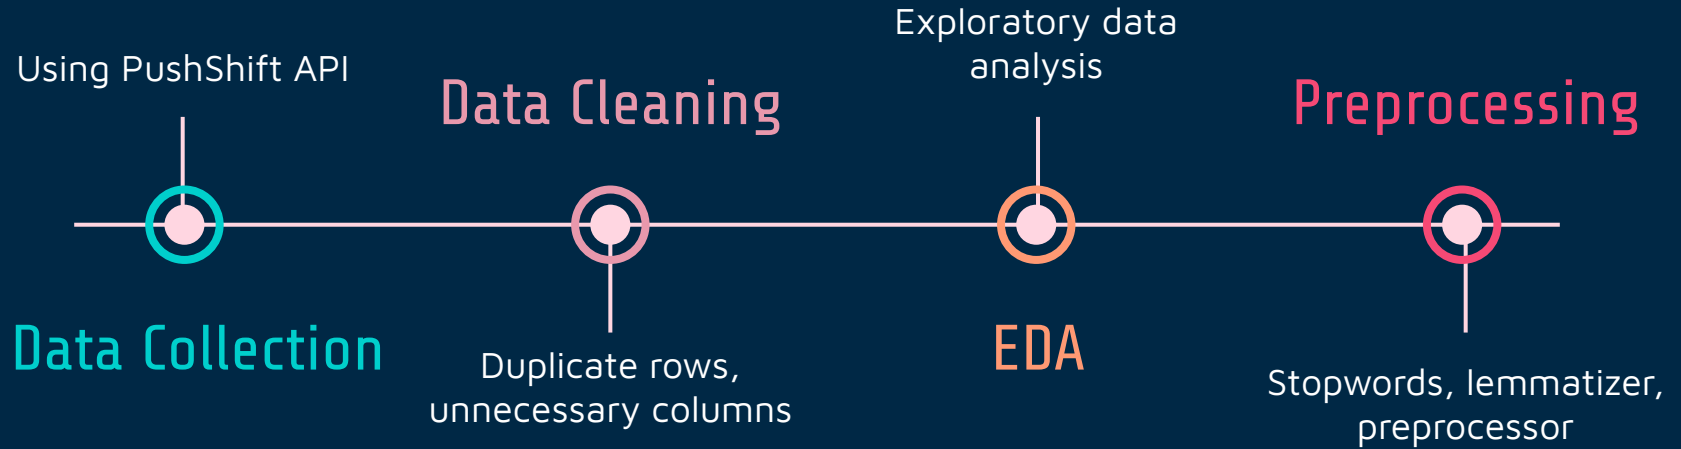 Using PushShift API
Data Collection
Data Cleaning
Duplicate rows,
unnecessary columns
Exploratory data
analysis
EDA
Preprocessing
Stopwords, lemmatizer,
preprocessor